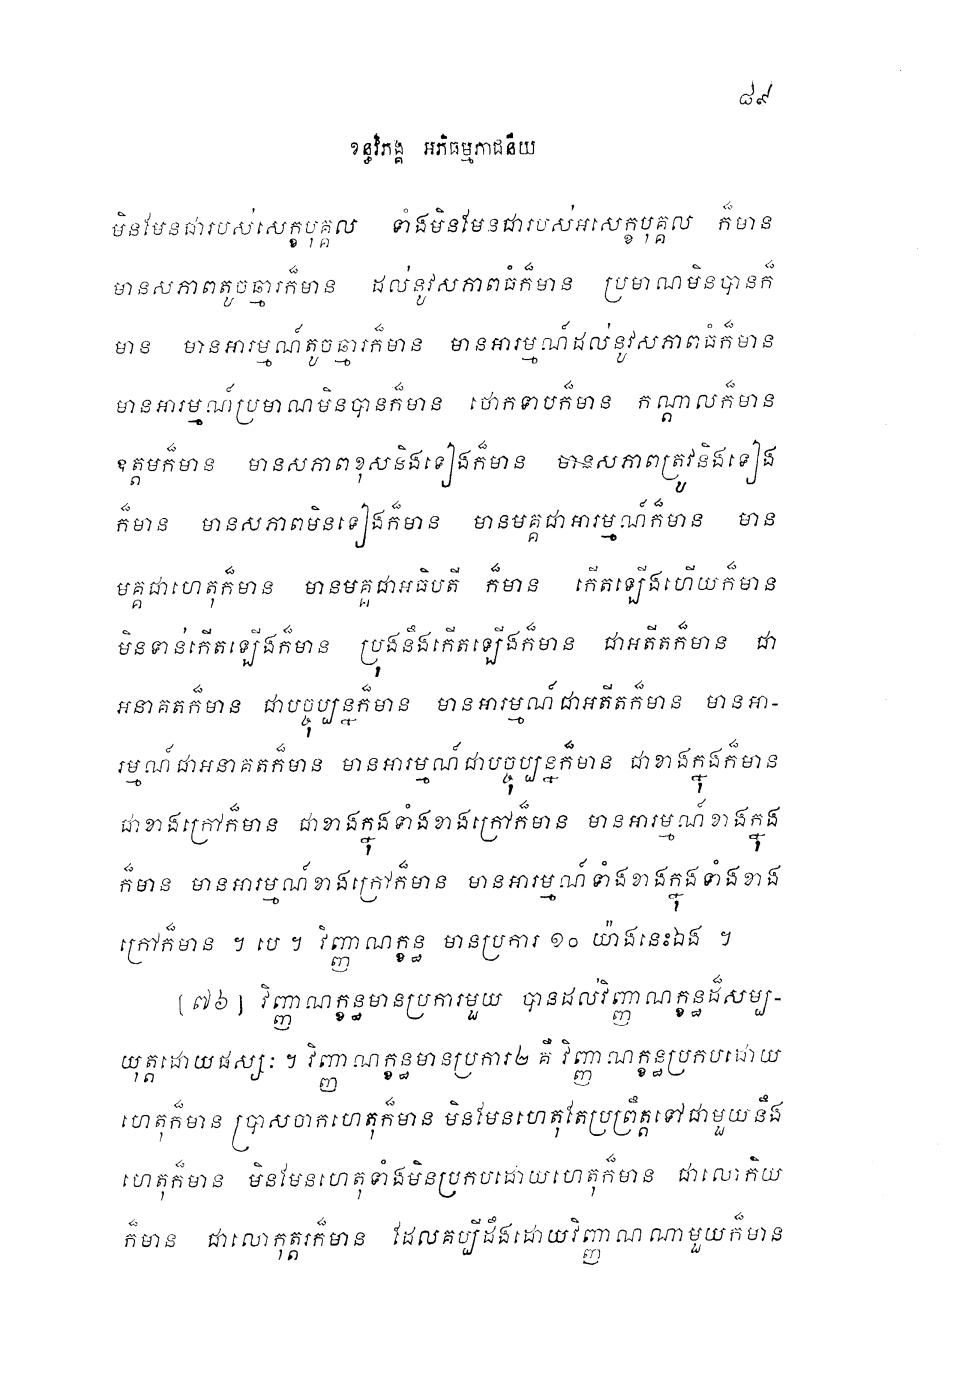 ៨៩
ខន្ធវិភង្គ អភិធម្មភាជនីយ
មិនមែនជារបស់សេក្ខបុគ្គល ទាំងមិនមែនជារបស់អសេក្ខបុគ្គល ក៏មាន
មានសភាពតូចឆ្មារក៏មាន ដល់នូវសភាពធំក៏មាន ប្រមាណមិនបានក៏
មាន មានអារម្មណ៍តូចឆ្មារក៏មាន មានអារម្មណ៍ដល់នូវសភាពធំក៏មាន
មានអារម្មណ៍ប្រមាណមិនបានក៏មាន ថោកទាបក៏មាន កណ្តាលក៏មាន
ឧត្តមក៏មាន មានសភាពខុសនិងទៀងក៏មាន មានសភាពត្រូវនិងទៀង
ក៏មាន មានសភាពមិនទៀងក៏មាន មានមគ្គជាអារម្មណ៍ក៏មាន មាន
មគ្គជាហេតុក៏មាន មានមគ្គជាអធិបតី ក៏មាន កើតឡើងហើយក៏មាន
មិនទាន់កើតឡើងក៏មាន ប្រុងនឹងកើតឡើងក៏មាន ជាអតីតក៏មាន ជា
អនាគតក៏មាន ជាបច្ចុប្បន្នក៏មាន មានអារម្មណ៍ជាអតីតក៏មាន មានអា-
រម្មណ៍ជាអនាគតក៏មាន មានអារម្មណ៍ជាបច្ចុប្បន្នក៏មាន ជាខាងក្នុងក៏មាន
ជាខាងក្រៅក៏មាន ជាខាងក្នុងទាំងខាងក្រៅក៏មាន មានអារម្មណ៍ខាងក្នុង
ក៏មាន មានអារម្មណ៍ខាងក្រៅក៏មាន មានអារម្មណ៍ទាំងខាងក្នុងទាំងខាង
ក្រៅក៏មាន ។ បេ ។ វិញ្ញាណក្ខន្ធ មានប្រការ ១០ យ៉ាងនេះឯង ។
[៧៦] វិញ្ញាណក្ខន្ធមានប្រការមួយ បានដល់វិញ្ញាណក្ខន្ធដ៏សម្ប-
យុត្តដោយផស្សៈ ។ វិញ្ញាណក្ខន្ធមានប្រការ២ គឺ វិញ្ញាណក្ខន្ធប្រកបដោយ
ហេតុក៏មាន ប្រាសចាកហេតុក៏មាន មិនមែនហេតុតែប្រព្រឹត្តទៅជាមួយនឹង
ហេតុក៏មាន មិនមែនហេតុទាំងមិនប្រកបដោយហេតុក៏មាន ជាលោកិយ
ក៏មាន ជាលោកុត្តរក៏មាន ដែលគប្បីដឹងដោយវិញ្ញាណណាមួយក៏មាន